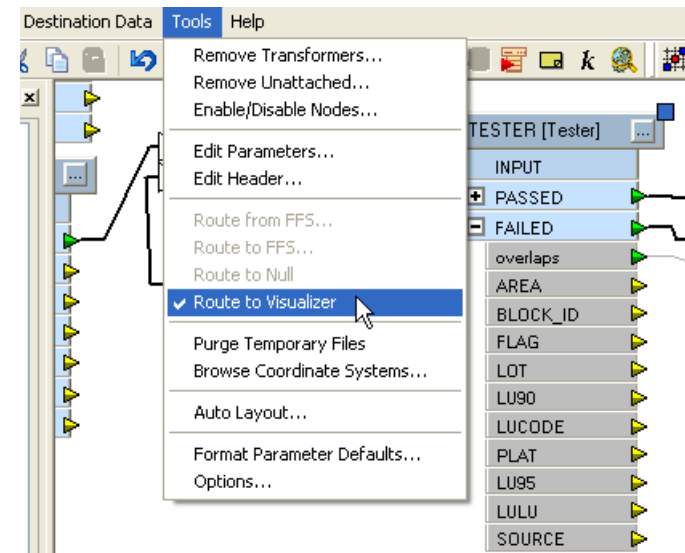 Destination Data Tools Help
Remove Transformers...
Remove Unattached...
Enable/Disable Nodes...
Edit Parameters...
Edit Header...
Route from FFS...
Route to FFS...
Route to Null
Route to Visualizer
Purge Temporary Files
Browse Coordinate Systems...
Auto Layout...
Format Parameter Defaults...
Options...
k
...
TESTER [Tester] ...
INPUT
PASSED
FAILED
overlaps
AREA
BLOCK_ID
FLAG
LOT
LU90
LUCODE
PLAT
LU95
LULU
SOURCE